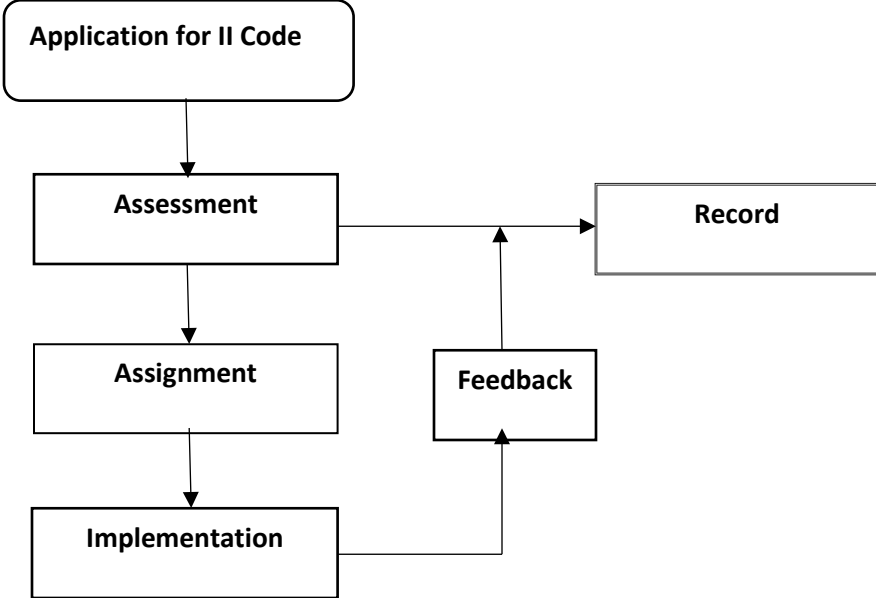 Application for II Code
Assessment
Record
Assignment
Feedback
Implementation